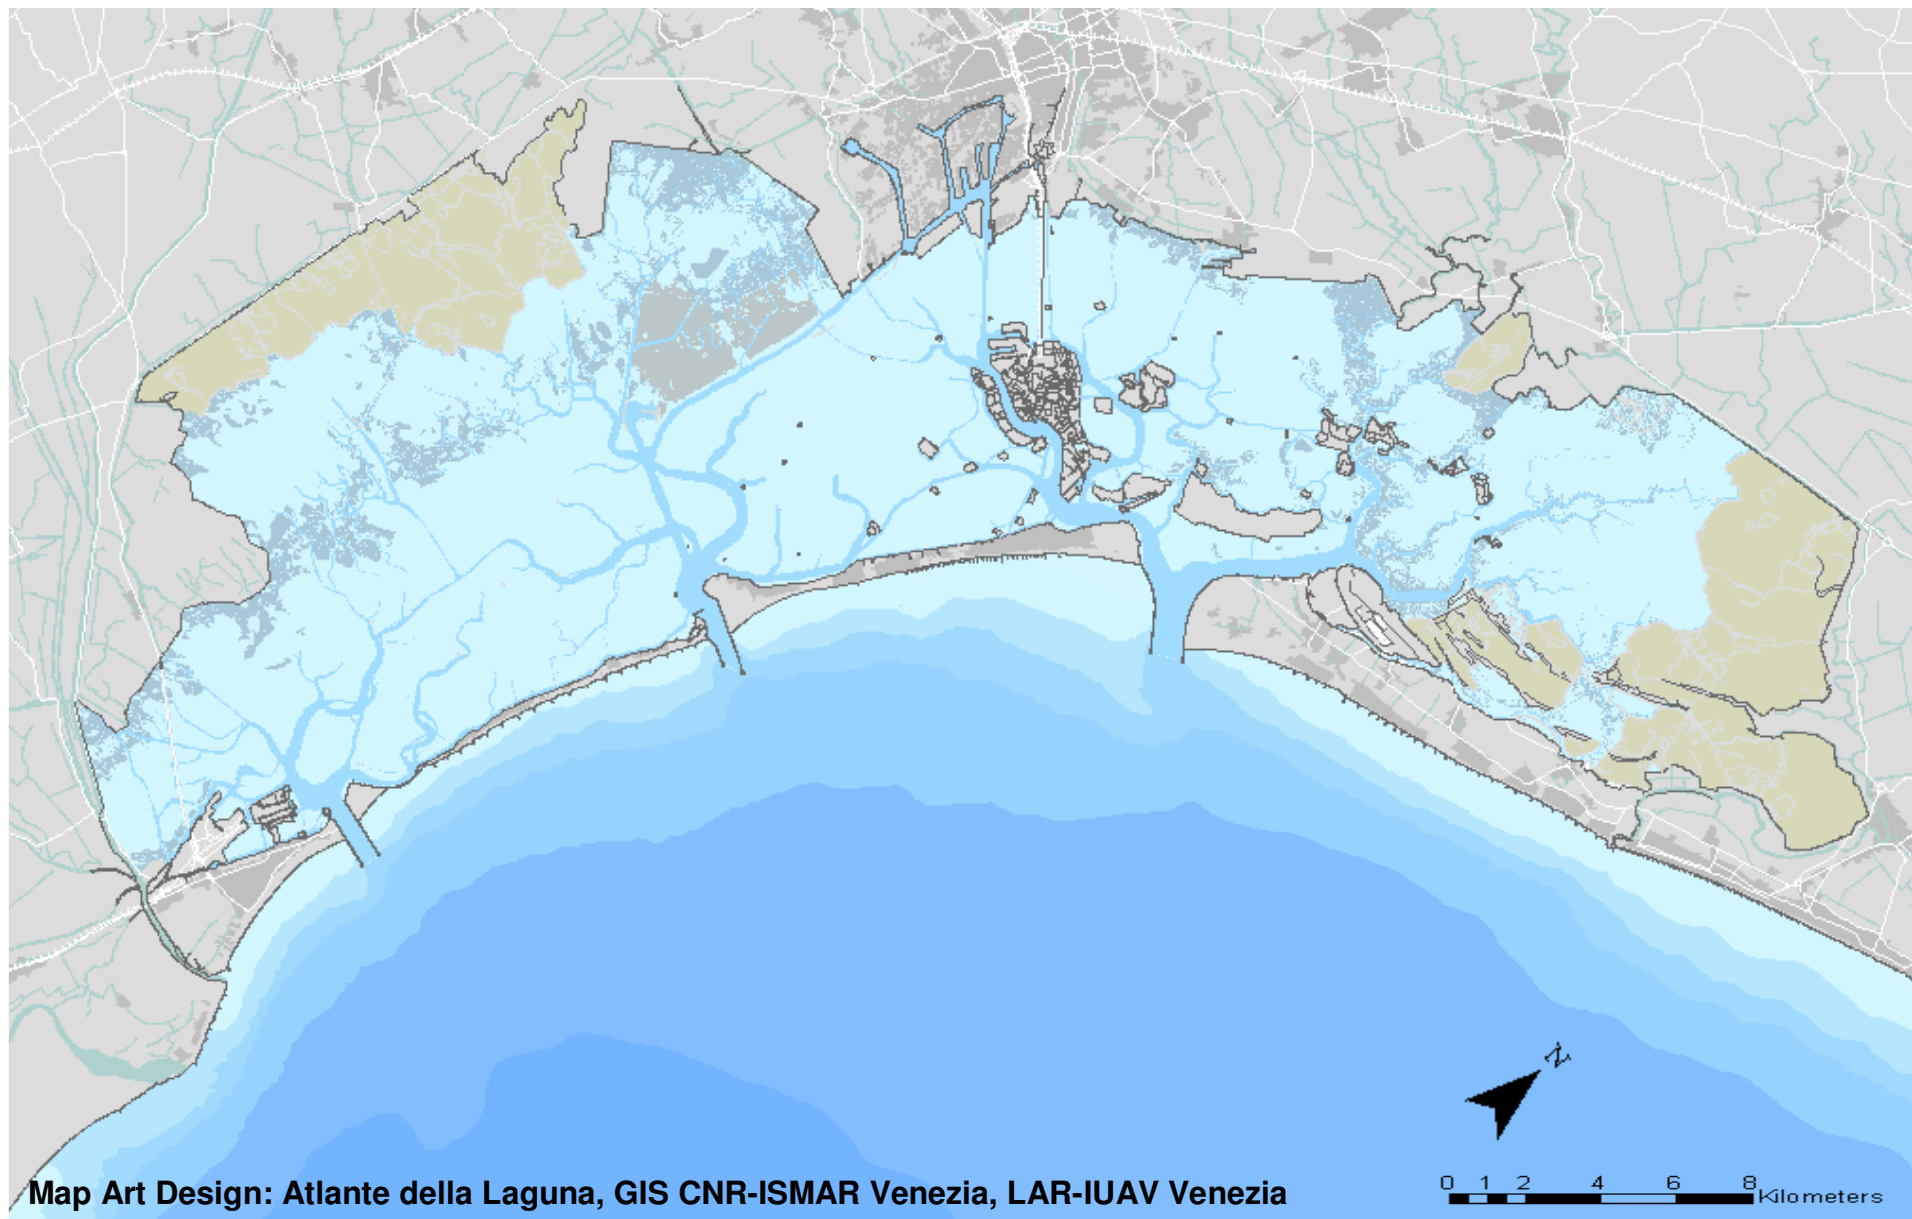 N
0 1 2 4 6 8
Kilometers
Map Art Design: Atlante della Laguna, GIS CNR-ISMAR Venezia, LAR-IUAV Venezia